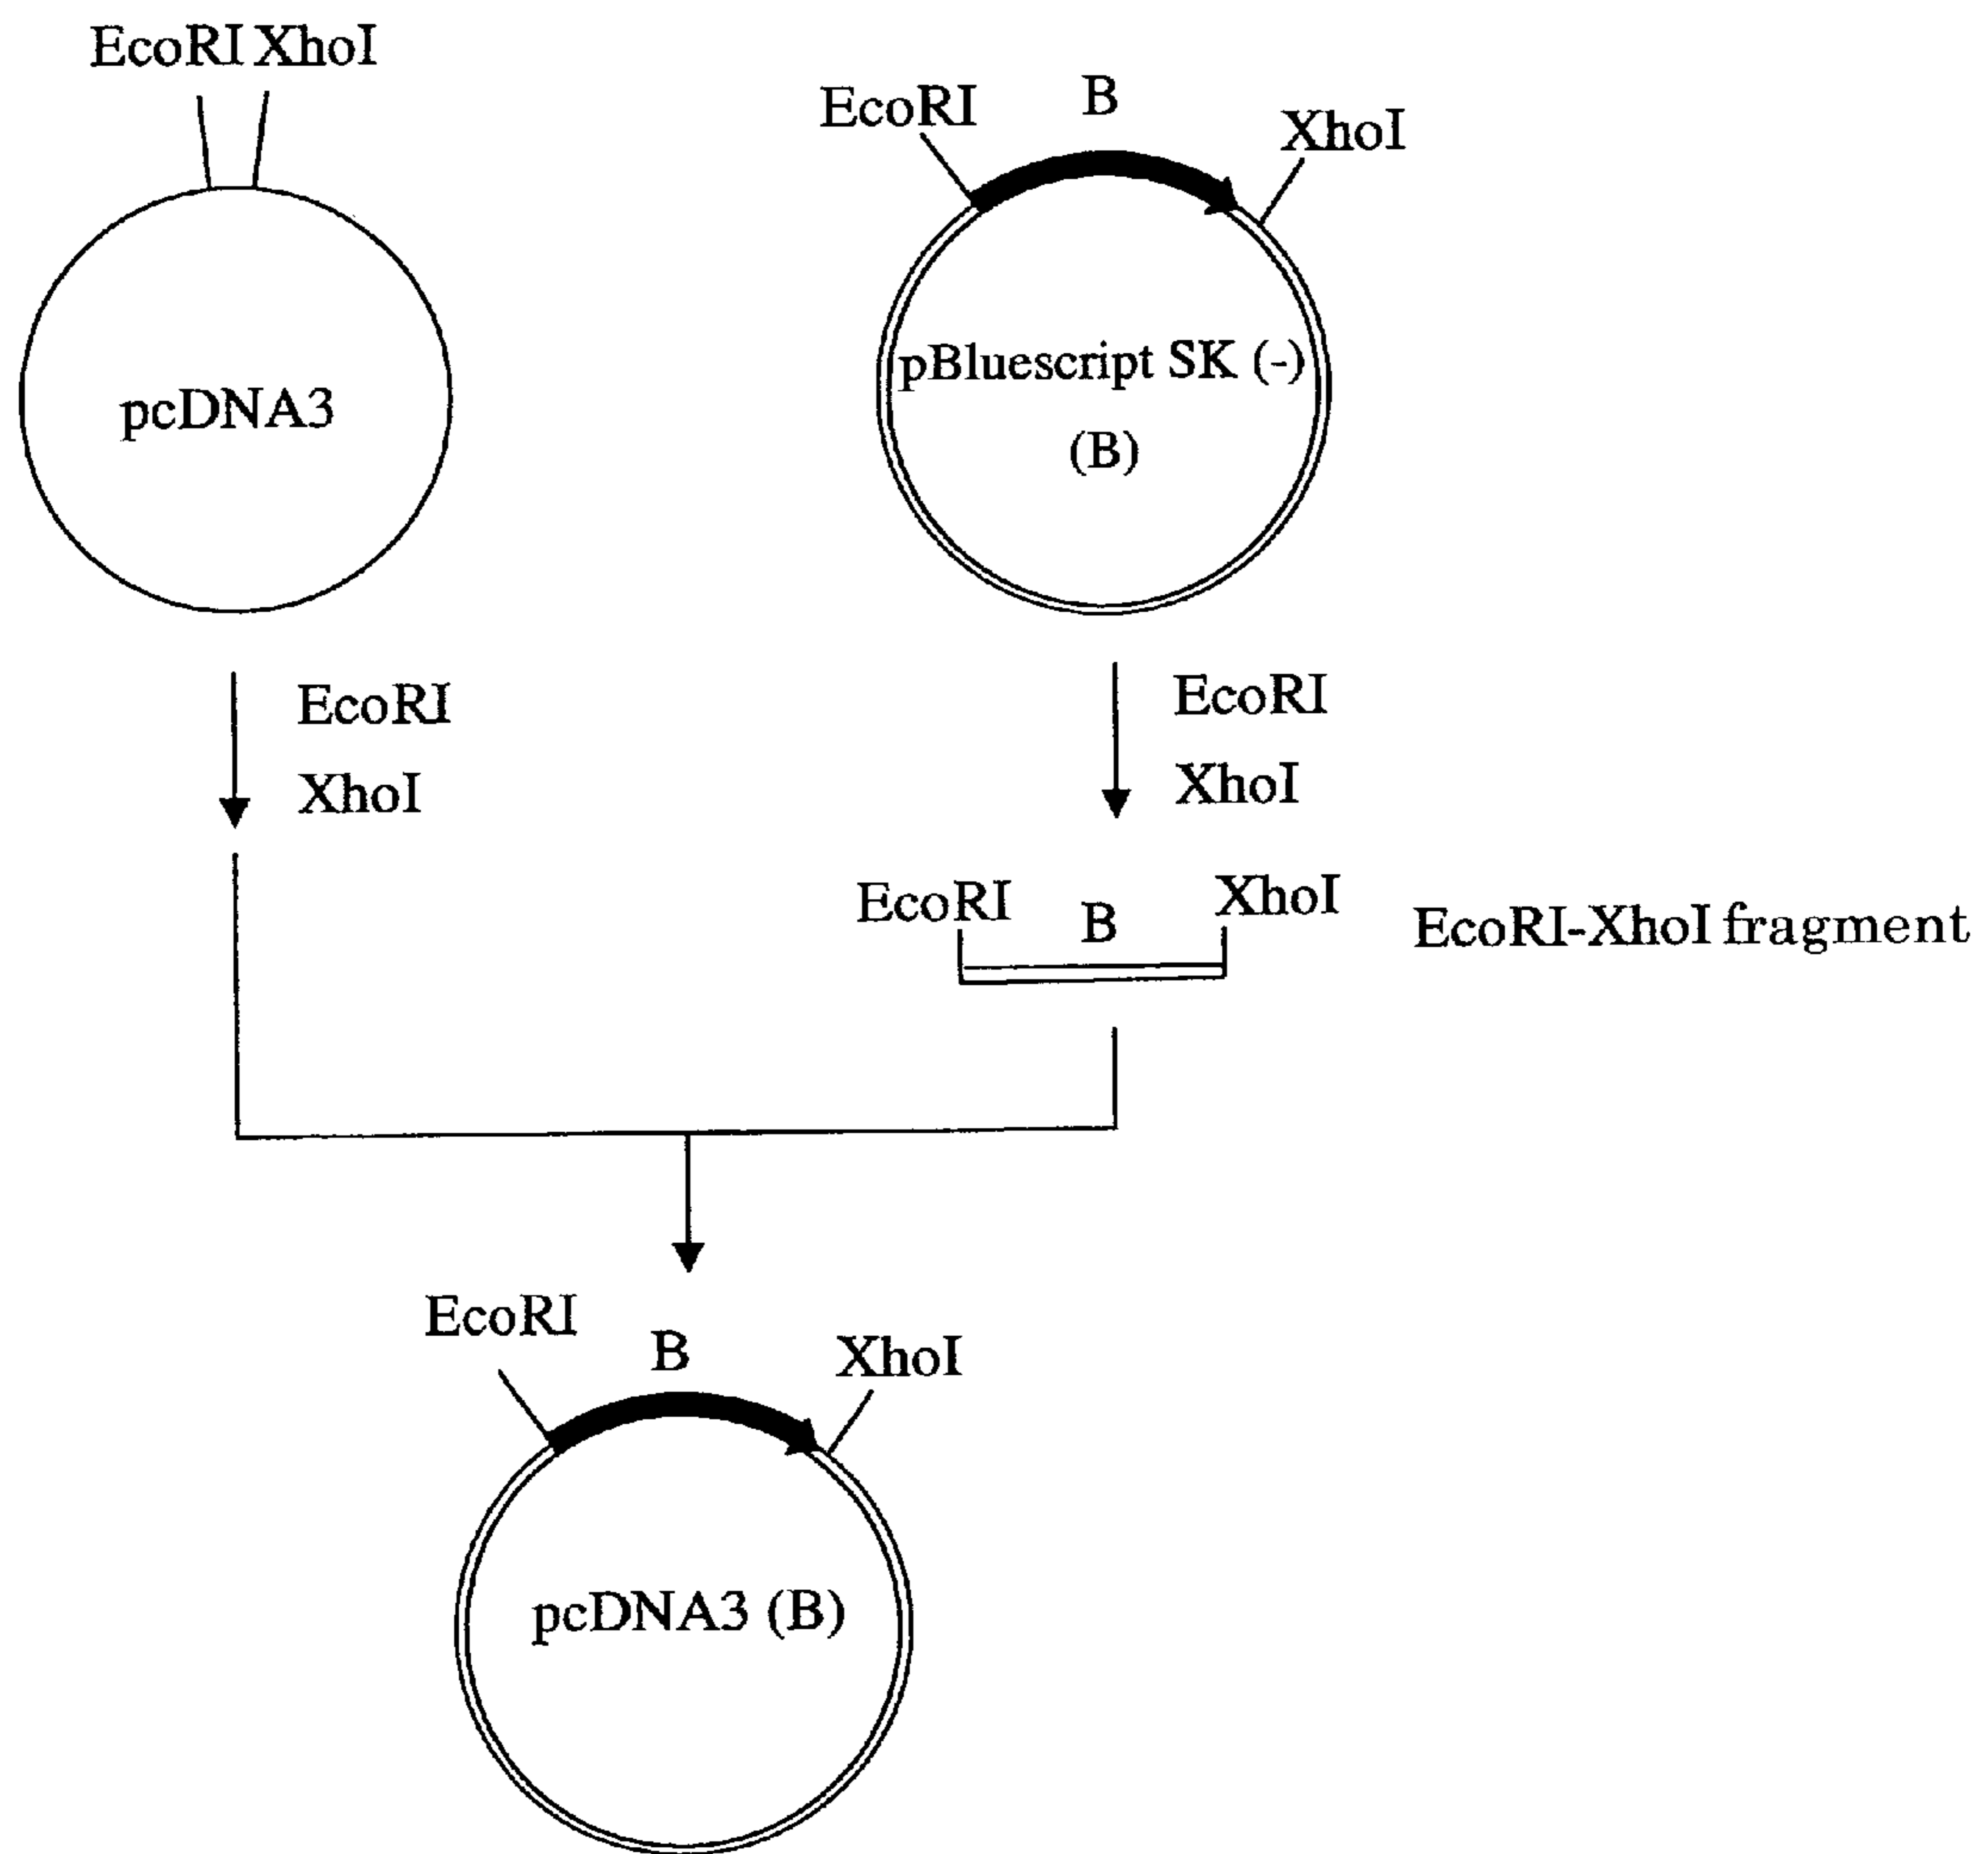 EcoRI XhoI
EcoRI B XhoI
pcDNA3
pBluescript SK (-)
(B)
EcoRI
XhoI
EcoRI
XhoI
EcoRI B XhoI EcoRI-XhoI fragment
EcoRI B XhoI
pcDNA3 (B)